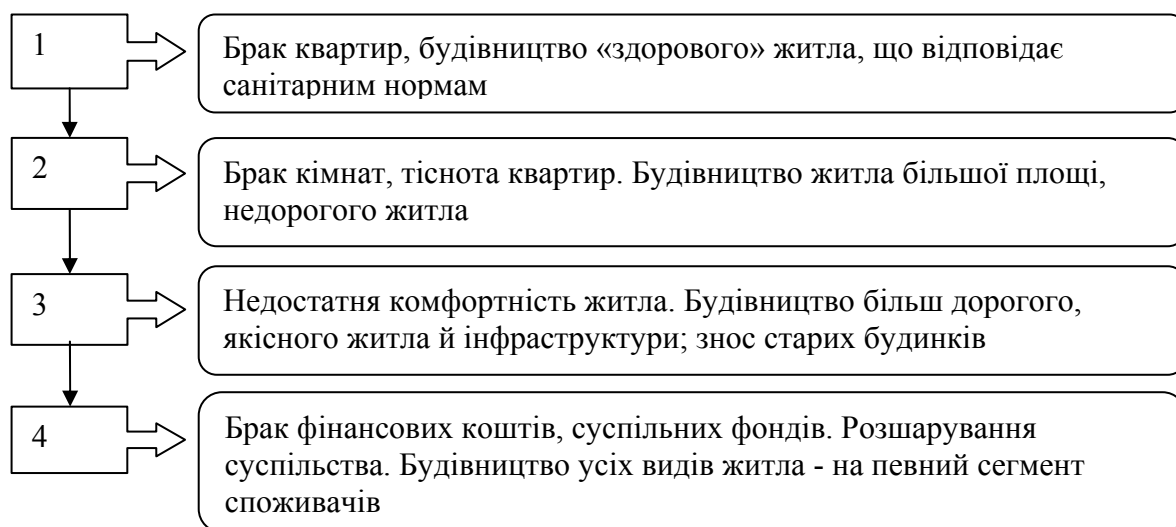 1
Брак квартир, будівництво «здорового» житла, що відповідає
санітарним нормам
2
Брак кімнат, тіснота квартир. Будівництво житла більшої площі,
недорогого житла
3
Недостатня комфортність житла. Будівництво більш дорогого,
якісного житла й інфраструктури; знос старих будинків
4
Брак фінансових коштів, суспільних фондів. Розшарування
суспільства. Будівництво усіх видів житла - на певний сегмент
споживачів